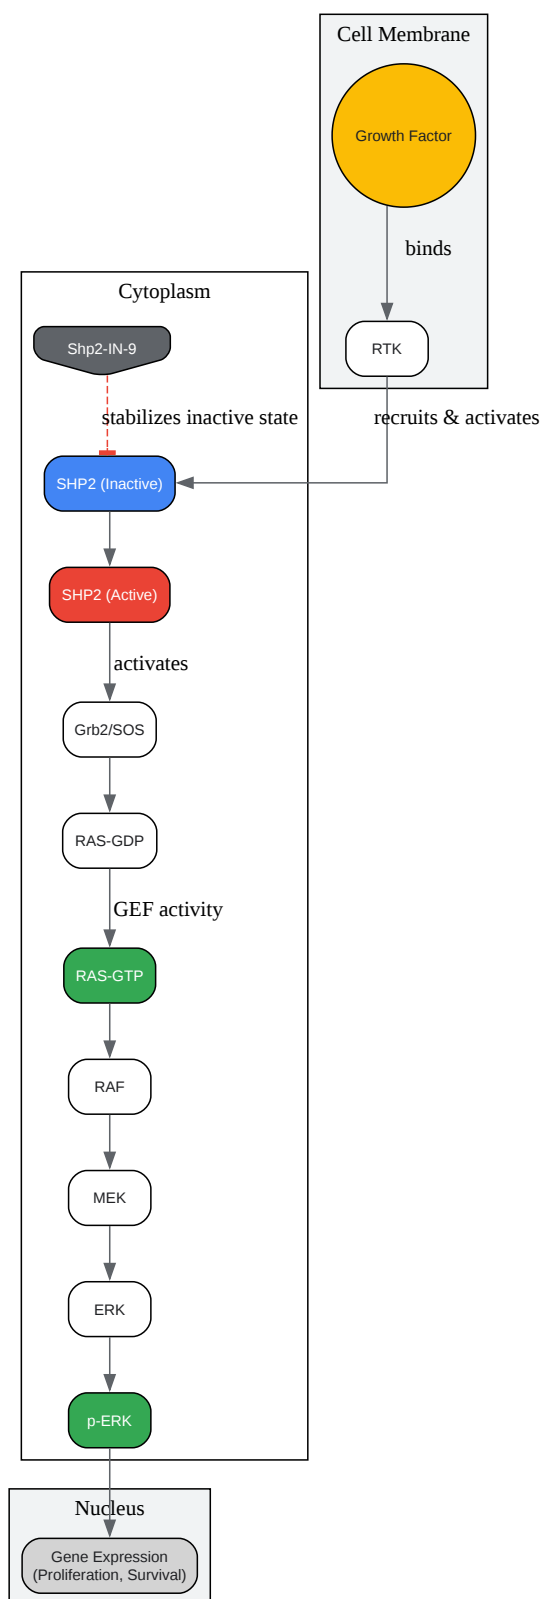 Cell Membrane
Growth Factor
binds
Cytoplasm
Shp2-IN-9
RTK
stabilizes inactive state
recruits & activates
SHP2 (Inactive)
SHP2 (Active)
activates
Grb2/SOS
RAS-GDP
GEF activity
RAS-GTP
RAF
MEK
ERK
p-ERK
Nucleus
Gene Expression
(Proliferation, Survival)